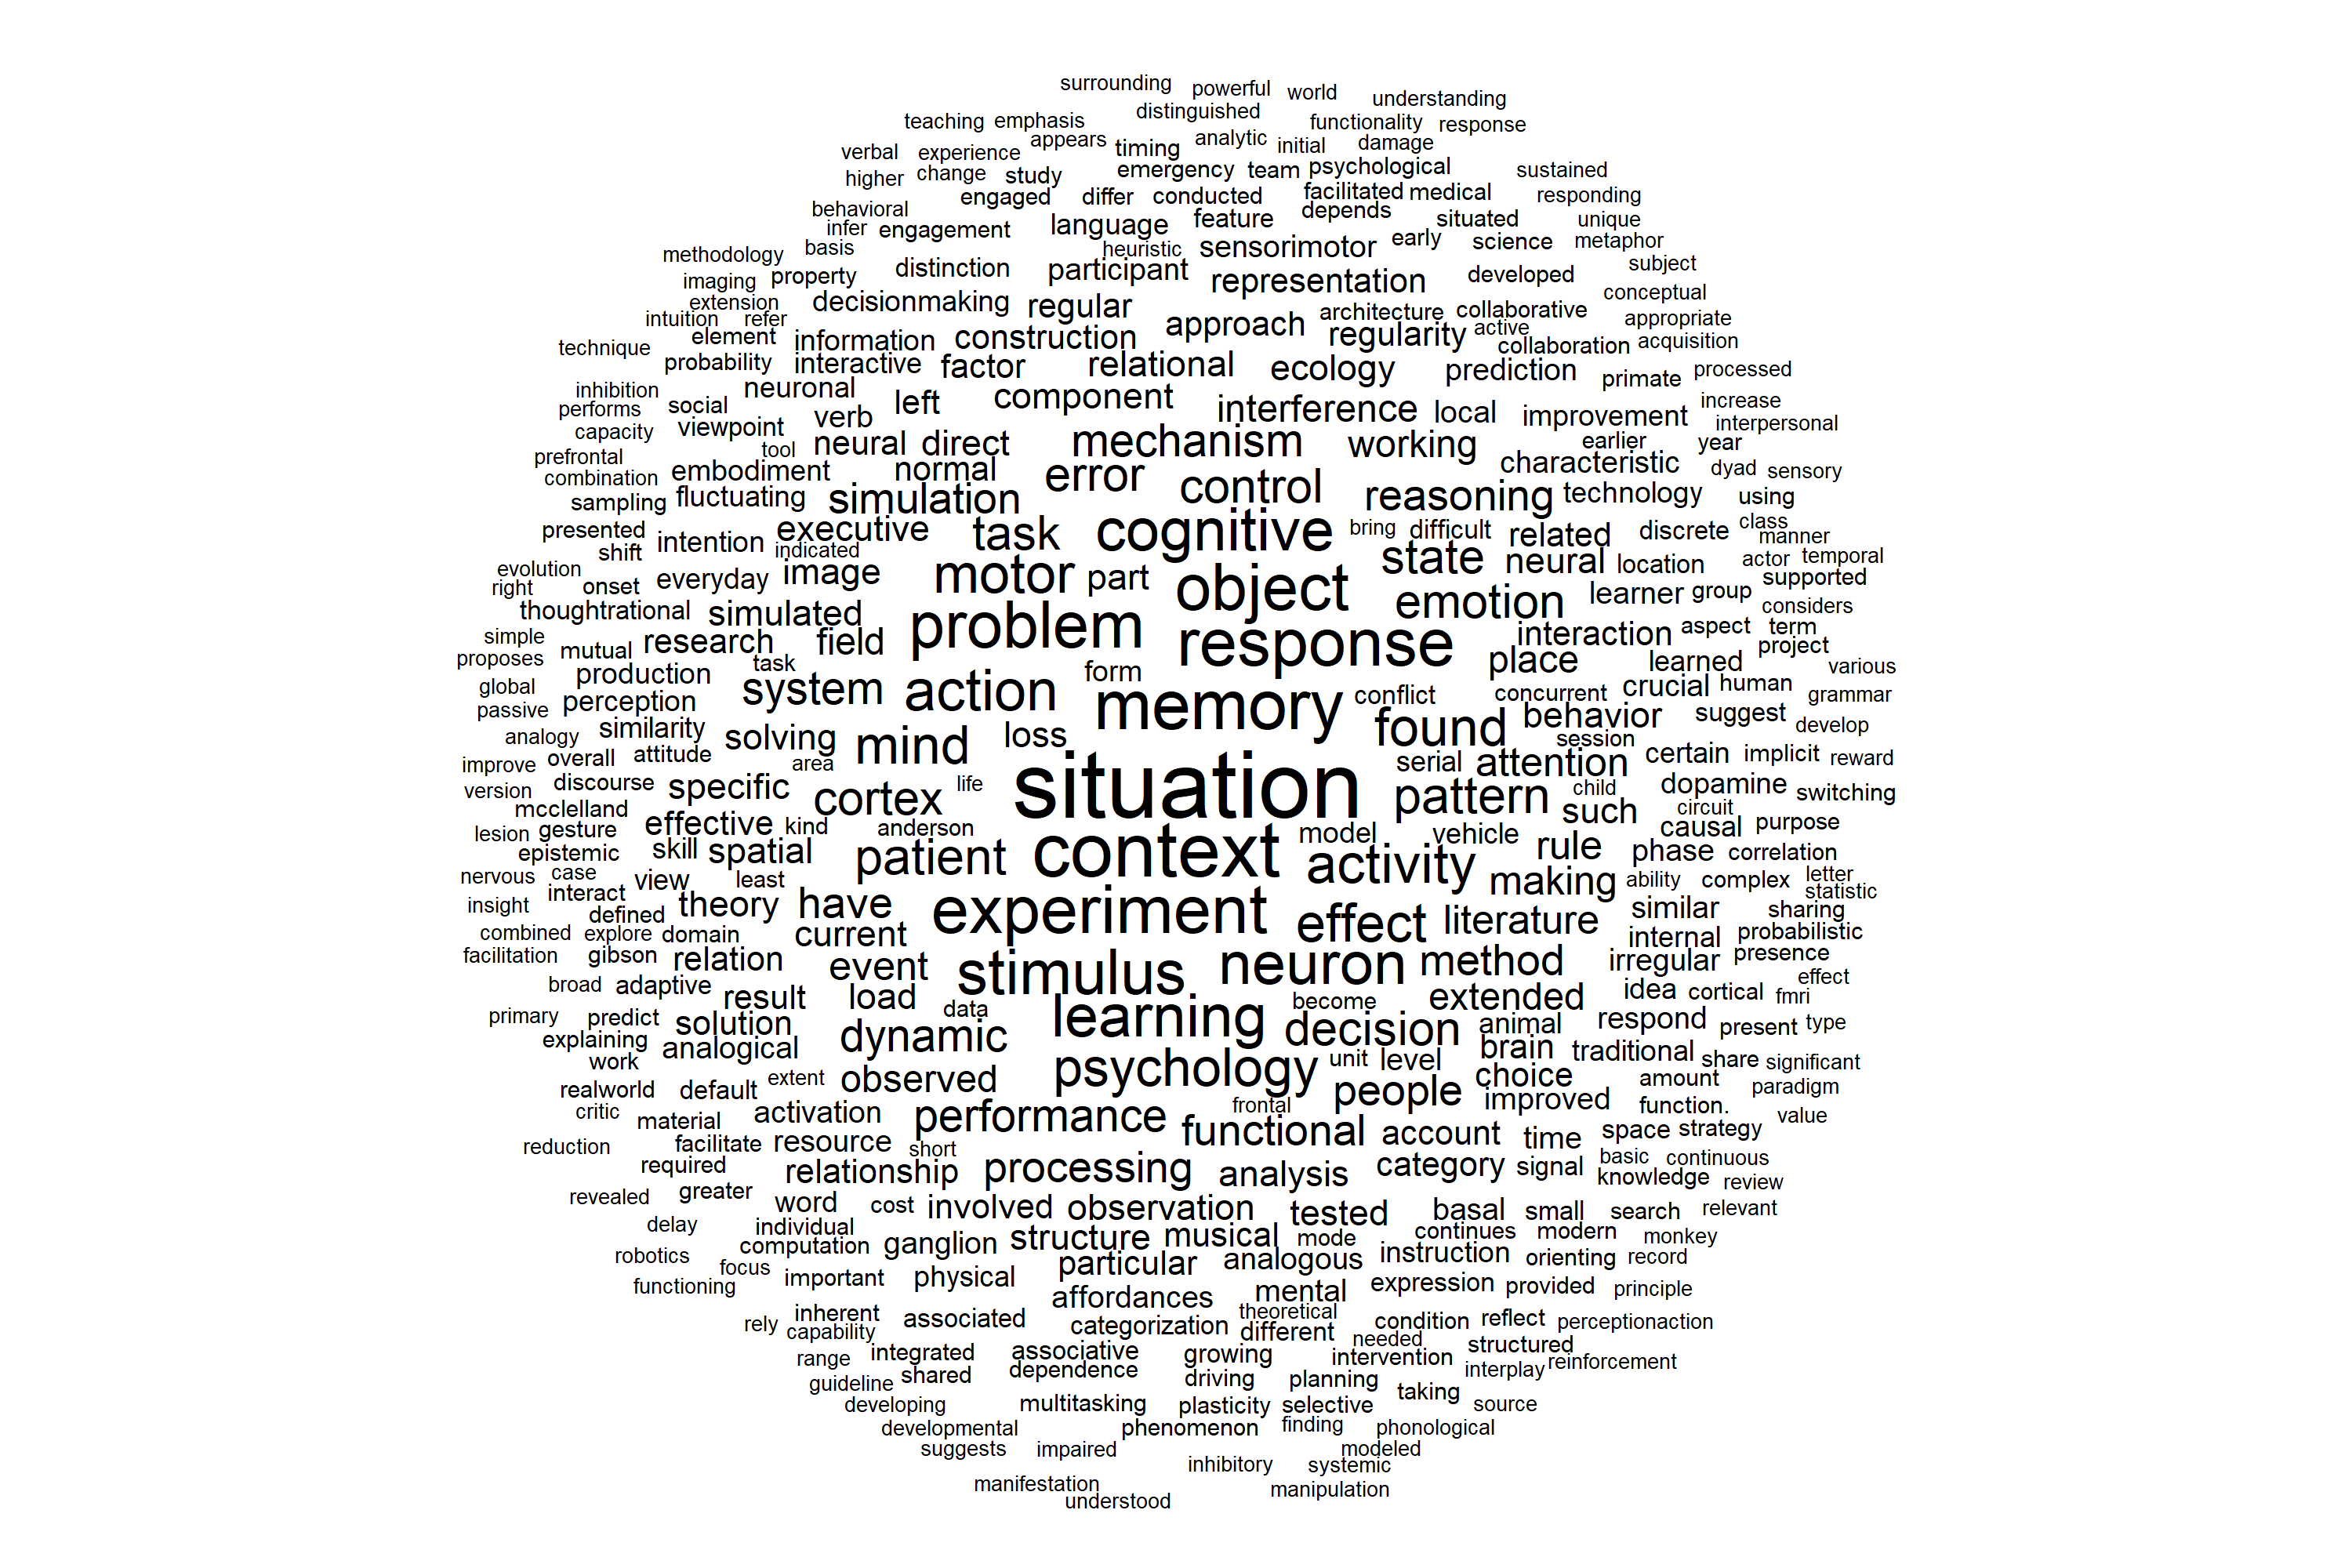 surrounding powerful world understanding
teaching emphasis distinguished functionality response
verbal experience appears timing analytic initial damage
higher change study emergency team psychological sustained
behavioral engaged differ conducted facilitated medical responding
infer engagement language feature depends situated unique
methodology basis heuristic sensorimotor early science metaphor
imaging property distinction participant representation developed subject
extension decisionmaking regular architecture collaborative conceptual
intuition refer approach appropriate
technique element information construction regularity active collaboration acquisition
probability interactive factor relational ecology prediction primate processed
inhibition neuronal component increase
performs social left interference local improvement interpersonal
capacity viewpoint verb
prefrontal tool neural direct mechanism working earlier year
combination embodiment normal error characteristic dyad sensory
sampling fluctuating simulation control reasoning technology using
presented executive task cognitive bring difficult related discrete class manner
shift intention indicated actor temporal
evolution state neural location
right onset everyday image motor part object emotion learner group supported
thoughtrational simulated considers
simple research field problem response interaction aspect term
proposes mutual place learned project
global production task form various
passive perception system action memory conflict concurrent crucial human grammar
analogy similarity solving mind loss found behavior suggest develop
improve overall attitude area session
version discourse specific cortex life situation serial attention certain implicit reward
mcclelland pattern child dopamine switching
lesion gesture effective kind anderson model vehicle such circuit causal purpose
epistemic skill spatial patient context activity rule phase correlation
nervous case view least making ability complex letter
insight interact theory have experiment literature similar statistic
defined sharing
combined explore domain current effect internal probabilistic
facilitation gibson relation event stimulus neuron method irregular presence
broad adaptive result load extended idea cortical effect
primary predict solution data learning become animal respond fmri
explaining analogical dynamic decision brain present type
work traditional share significant
realworld default extent observed psychology unit level choice amount paradigm
critic material activation performance frontal people improved function. value
reduction facilitate resource short functional account time space strategy
required relationship processing analysis category signal basic continuous
revealed greater knowledge review
delay word cost involved observation tested basal small search relevant
individual structure musical mode continues modern monkey
robotics computation ganglion analogous instruction orienting record
functioning focus important physical particular mental expression provided principle
inherent associated affordances theoretical
rely capability categorization different condition reflect perceptionaction
range integrated associative growing needed structured
guideline shared dependence intervention interplay reinforcement
developing driving planning taking
multitasking plasticity selective source
developmental phenomenon finding phonological
suggests impaired modeled
inhibitory systemic
manifestation manipulation
understood